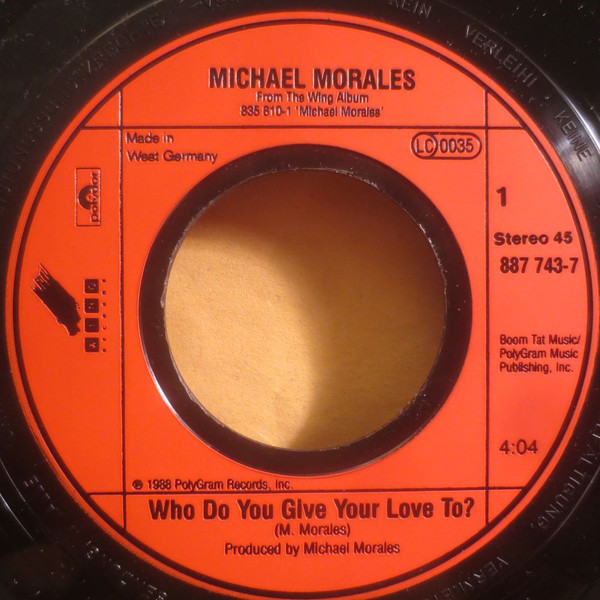 MICHAEL MORALES
From The Wing Album
835 810-1 'Michael Morales'
Made in
West Germany
LC 0035
polydor
WING
RECORDS
1
Stereo 45
887 743-7
Boom Tat Music/
PolyGram Music
Publishing, Inc.
4:04
℗ 1988 PolyGram Records, Inc.
Who Do You Give Your Love To?
(M. Morales)
Produced by Michael Morales
KEIN VERLEIH! KEINE